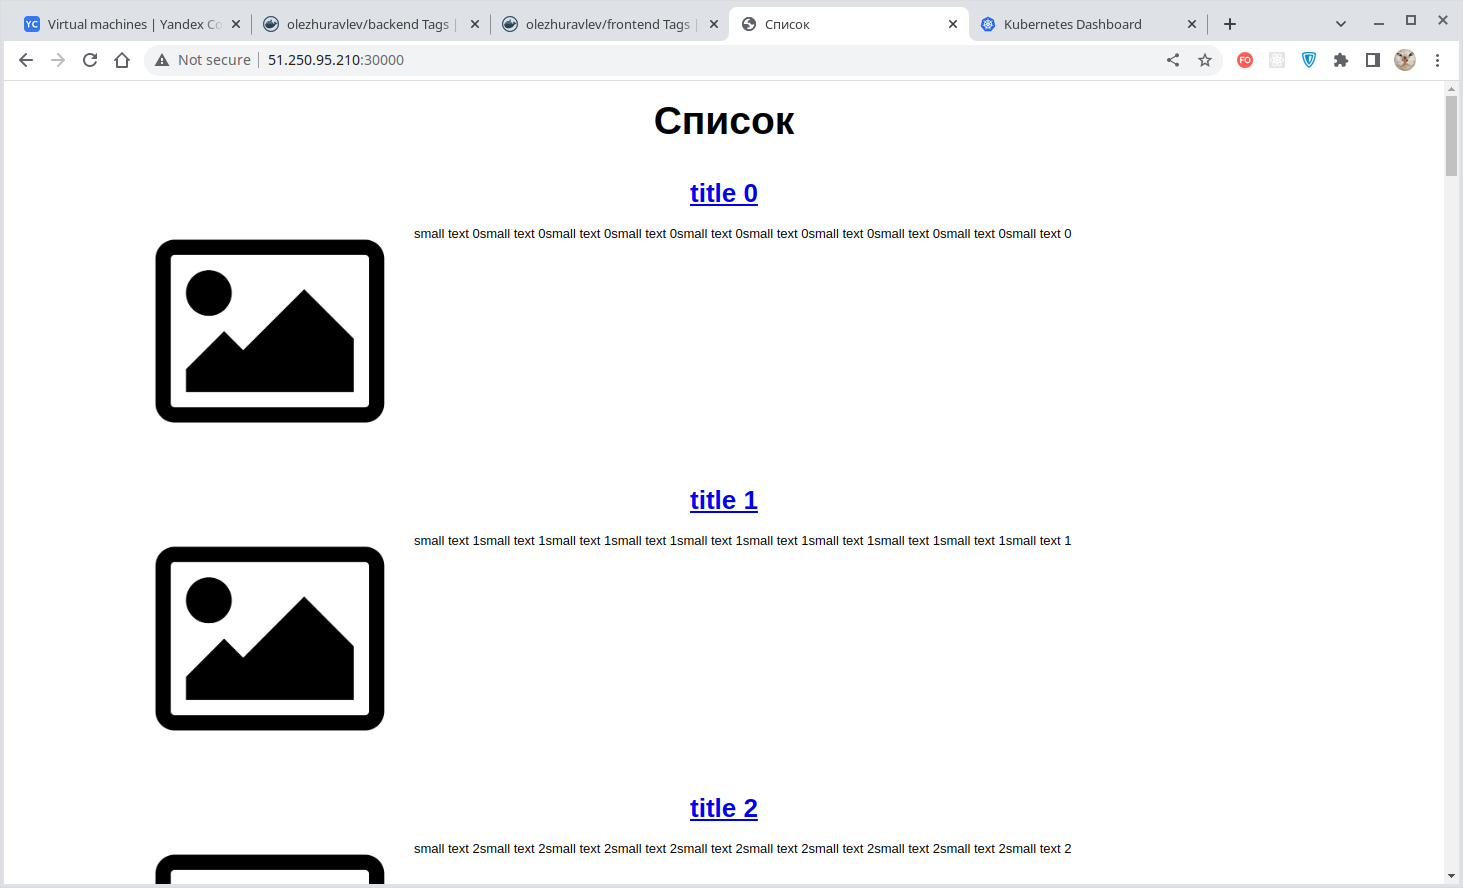 YC Virtual machines | Yandex Co
olezhuravlev/backend Tags |
olezhuravlev/frontend Tags |
Список
Kubernetes Dashboard
Not secure | 51.250.95.210:30000
FO
Список
title 0
small text 0small text 0small text 0small text 0small text 0small text 0small text 0small text 0small text 0small text 0
title 1
small text 1small text 1small text 1small text 1small text 1small text 1small text 1small text 1small text 1small text 1
title 2
small text 2small text 2small text 2small text 2small text 2small text 2small text 2small text 2small text 2small text 2